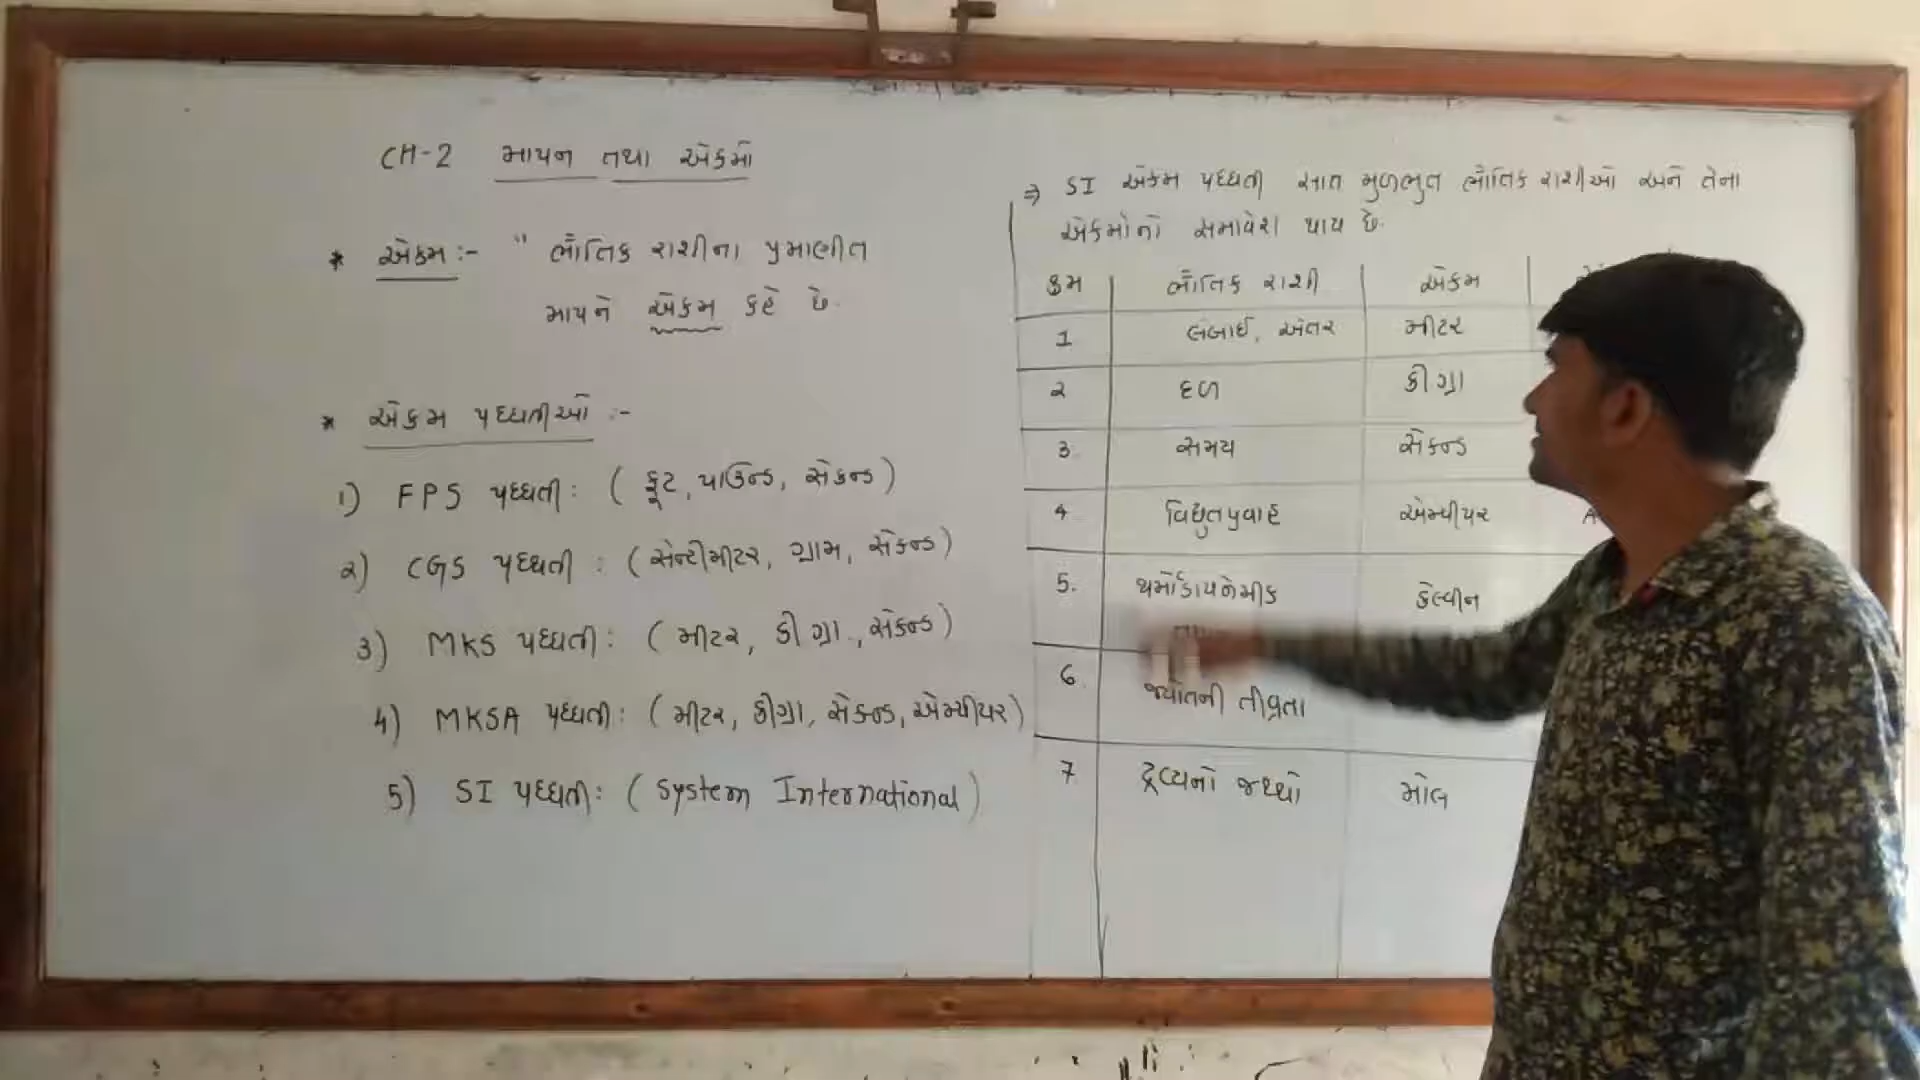 CH-2 માપન તથા એકમો
* એકમ :- " ભૌતિક રાશીના પ્રમાણીત
માપને એકમ કહે છે.
* એકમ પધ્ધતીઓ :-
1) FPS પધ્ધતી : ( ફૂટ, પાઉન્ડ, સેકન્ડ )
૨) CGS પધ્ધતી : ( સેન્ટીમીટર, ગ્રામ, સેકન્ડ )
3) MKS પધ્ધતી : ( મીટર, કીગ્રા., સેકન્ડ )
4) MKSA પધ્ધતી : ( મીટર, કીગ્રા, સેકન્ડ, એમ્પીયર )
5) SI પધ્ધતી : ( System International )
⇒ SI એકમ પધ્ધતી સાત મુળભુત ભૌતિક રાશીઓ અને તેના
એકમોનો સમાવેશ થાય છે.
ક્રમ ભૌતિક રાશી એકમ
1 લંબાઈ, અંતર મીટર
૨ દળ કીગ્રા
3. સમય સેકન્ડ
4 વિદ્યુતપ્રવાહ એમ્પીયર A
5. થર્મોડાયનેમીક કેલ્વીન
6. જ્યોતની તીવ્રતા
7 દ્રવ્યનો જથ્થો મોલ